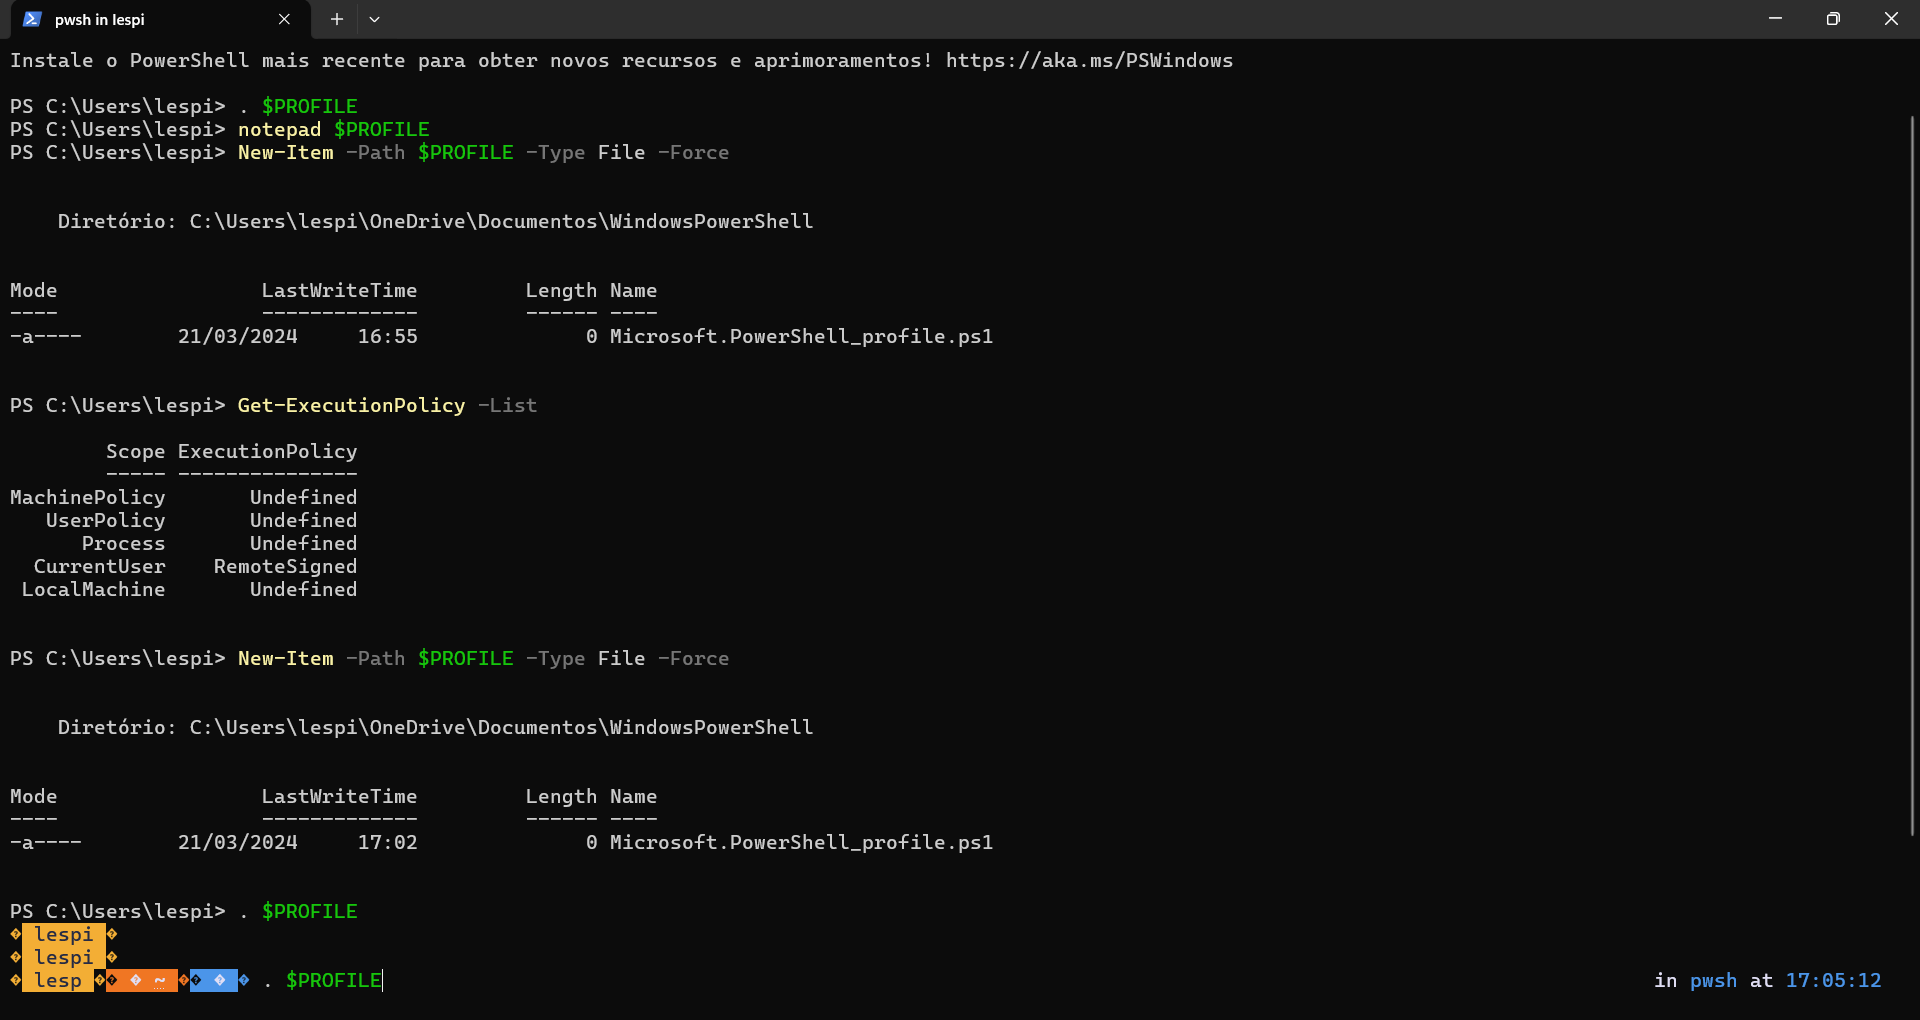 pwsh in lespi
Instale o PowerShell mais recente para obter novos recursos e aprimoramentos! https://aka.ms/PSWindows
PS C:\Users\lespi> . $PROFILE
PS C:\Users\lespi> notepad $PROFILE
PS C:\Users\lespi> New-Item -Path $PROFILE -Type File -Force
Diretório: C:\Users\lespi\OneDrive\Documentos\WindowsPowerShell
Mode                 LastWriteTime         Length Name
----                 -------------         ------ ----
-a----        21/03/2024     16:55              0 Microsoft.PowerShell_profile.ps1
PS C:\Users\lespi> Get-ExecutionPolicy -List
        Scope ExecutionPolicy
        ----- ---------------
MachinePolicy       Undefined
   UserPolicy       Undefined
      Process       Undefined
  CurrentUser    RemoteSigned
 LocalMachine       Undefined
PS C:\Users\lespi> New-Item -Path $PROFILE -Type File -Force
Diretório: C:\Users\lespi\OneDrive\Documentos\WindowsPowerShell
Mode                 LastWriteTime         Length Name
----                 -------------         ------ ----
-a----        21/03/2024     17:02              0 Microsoft.PowerShell_profile.ps1
PS C:\Users\lespi> . $PROFILE
� lespi �
� lespi �
� lesp �� � ~ �� � � . $PROFILE in pwsh at 17:05:12